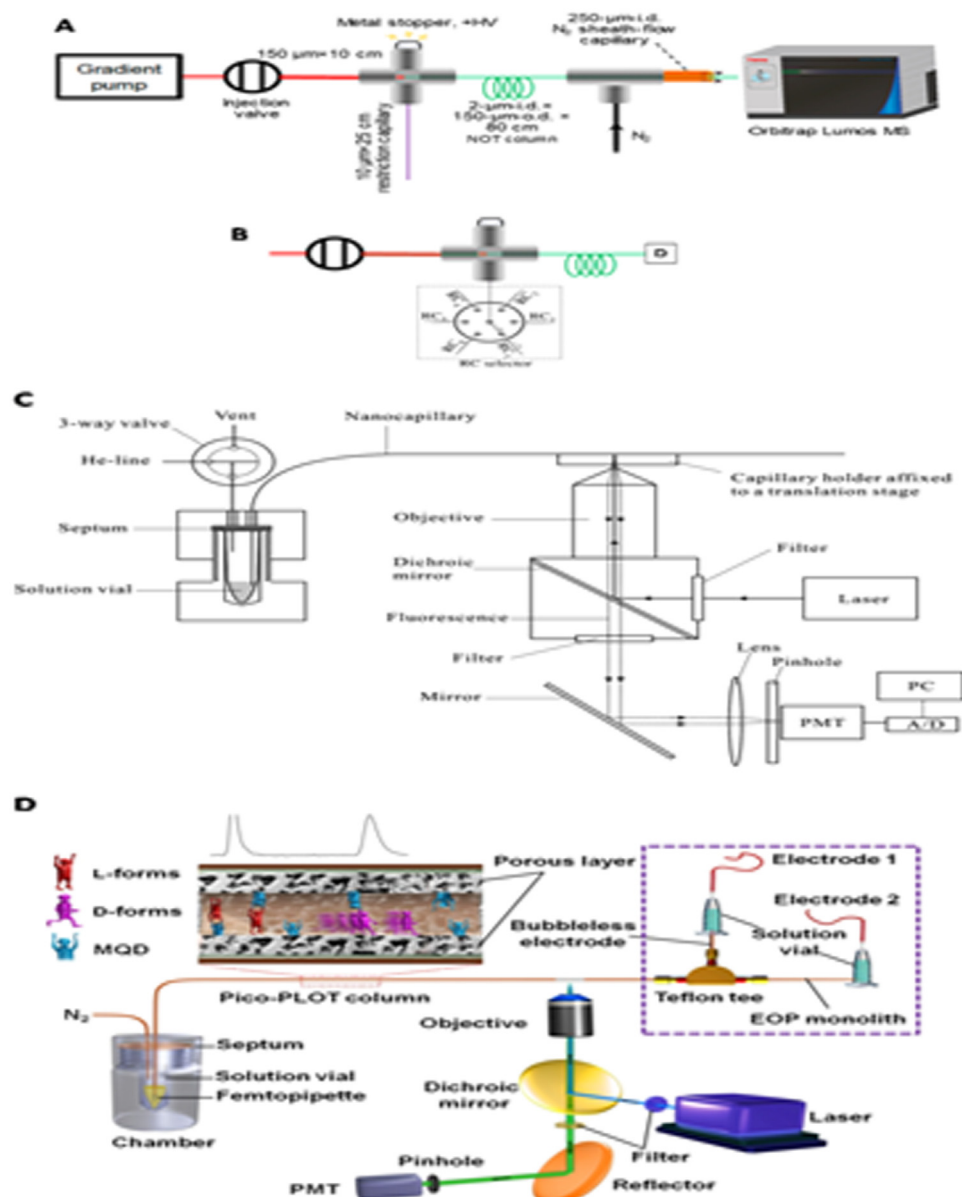 A
Metal stopper, +HV
250-μm-i.d.
N₂ sheath-flow
capillary
150 μm×10 cm
Gradient
pump
Injection
valve
2-μm-i.d. ×
150-μm-o.d. ×
80 cm
NOT column
10 μm×25 cm
restriction capillary
N₂
Orbitrap Lumos MS
B
D
RC selector
C
Vent
Nanocapillary
3-way valve
He-line
Capillary holder affixed
to a translation stage
Septum
Objective
Filter
Dichroic
mirror
Solution vial
Laser
Fluorescence
Filter
Lens
Pinhole
Mirror
PC
PMT
A/D
D
L-forms
D-forms
MQD
Porous layer
Electrode 1
Electrode 2
Bubbleless
electrode
Solution
vial
Pico-PLOT column
Teflon tee
EOP monolith
N₂
Objective
Septum
Solution vial
Femtopipette
Chamber
Dichroic
mirror
Laser
Filter
Pinhole
PMT
Reflector